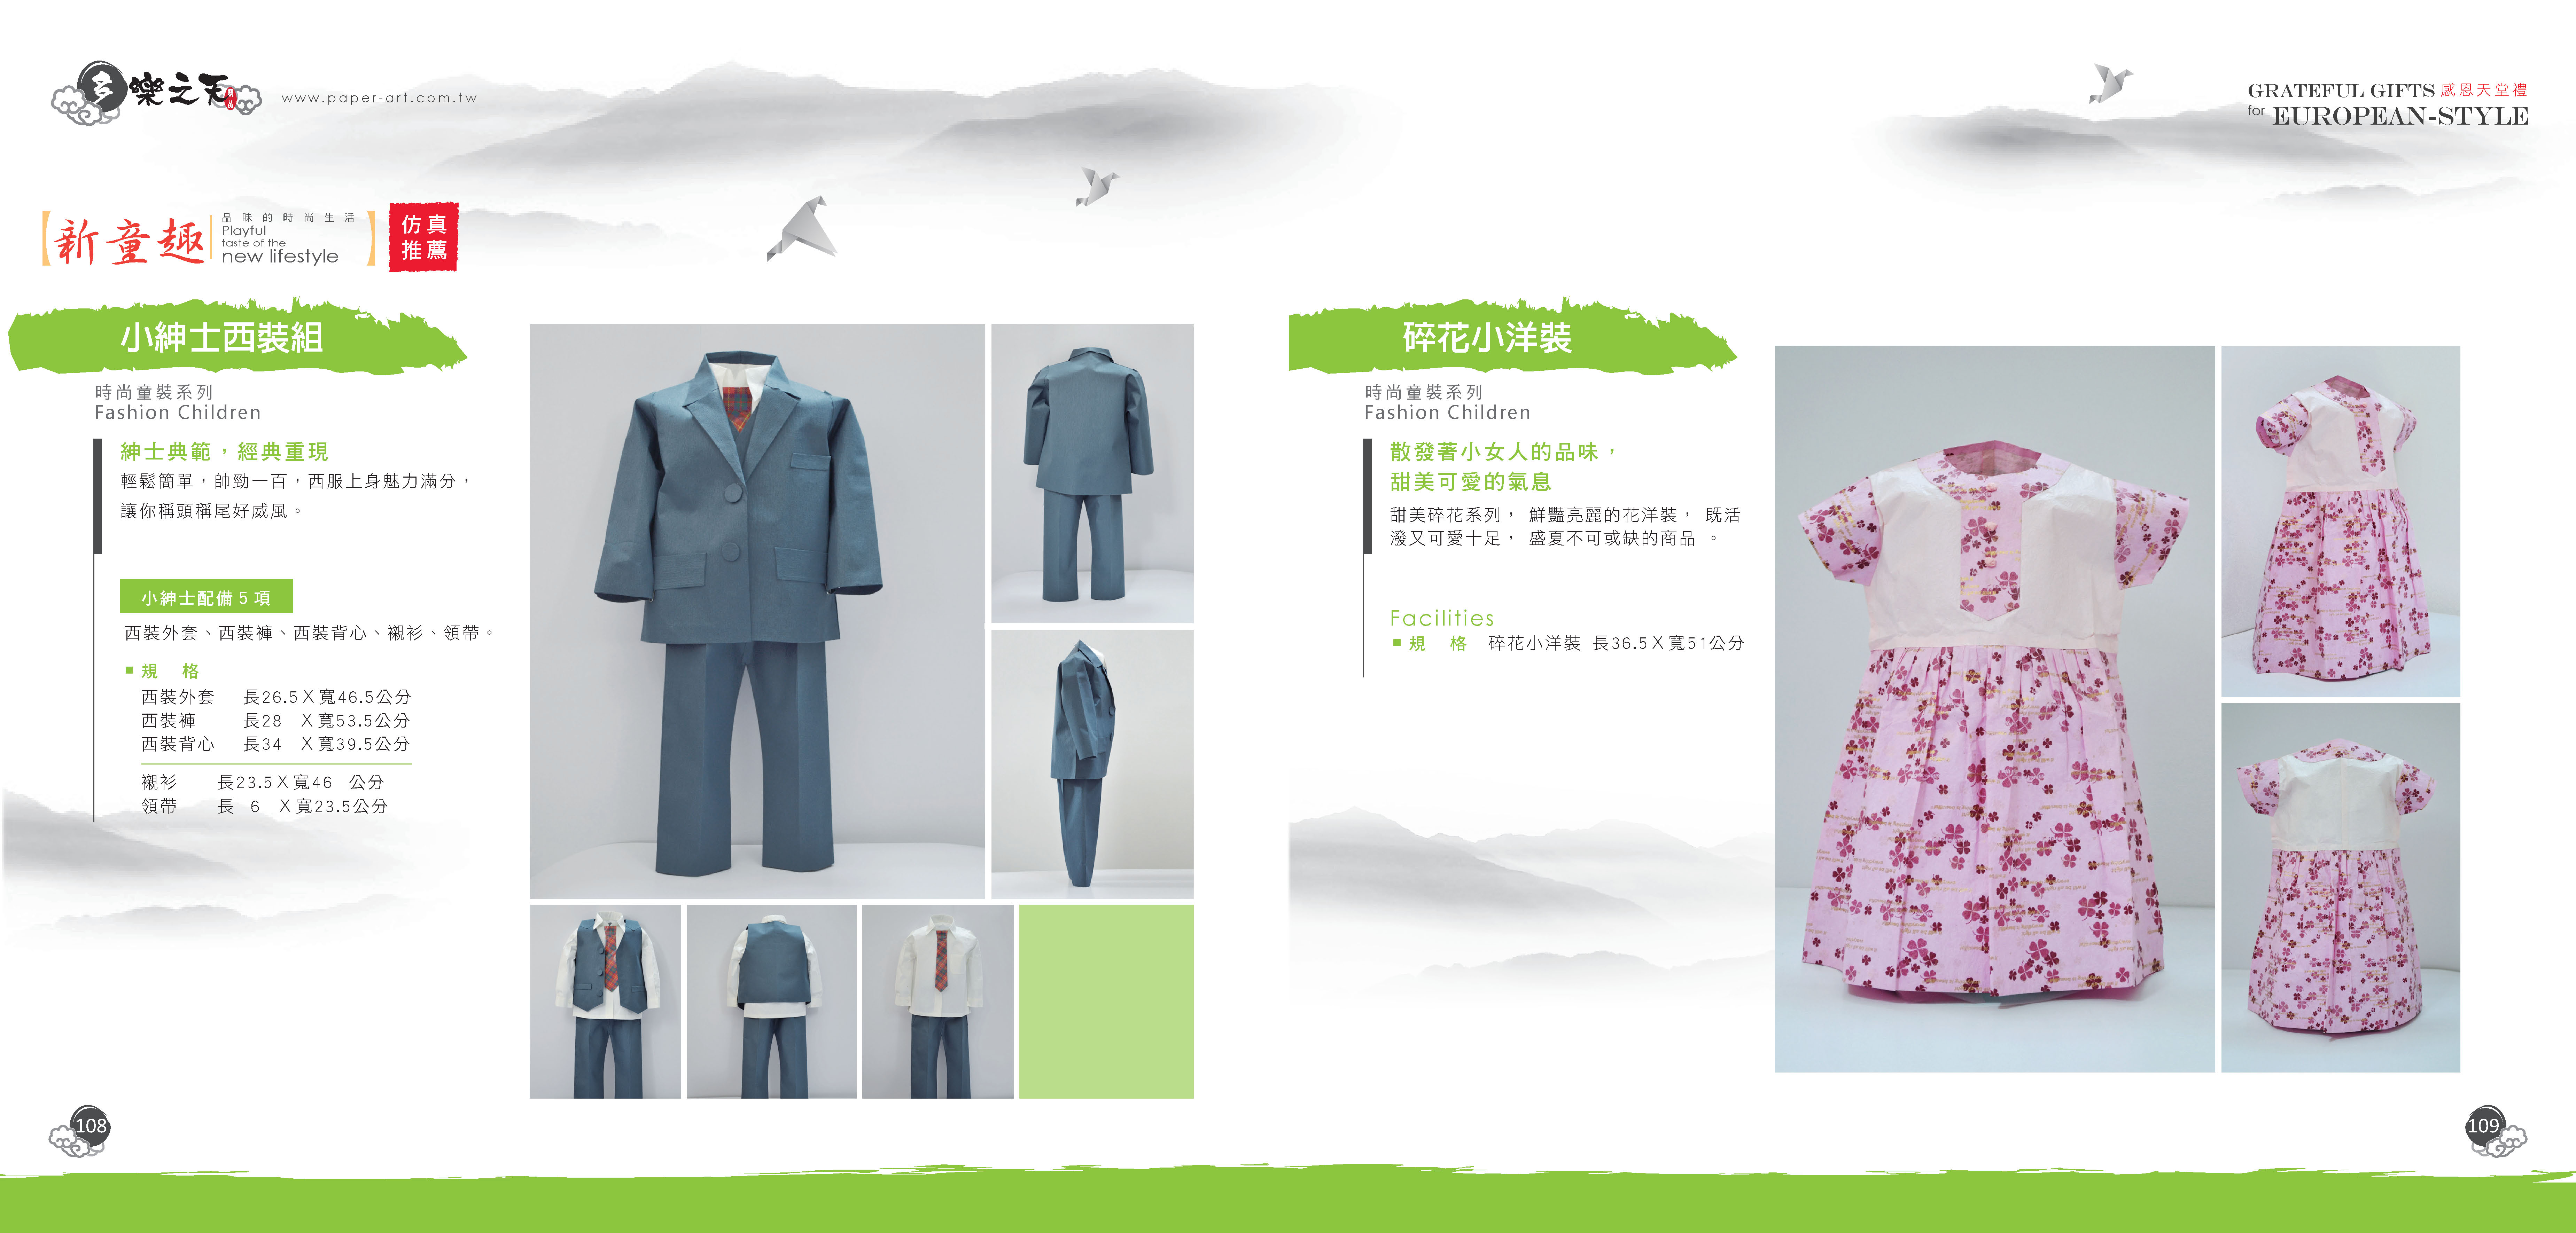 多樂之天
www.paper-art.com.tw
GRATEFUL GIFTS 感恩天堂禮
for EUROPEAN-STYLE
新童趣
品味的時尚生活
Playful
taste of the
new lifestyle
仿真
推薦
小紳士西裝組
時尚童裝系列
Fashion Children
紳士典範，經典重現
輕鬆簡單，帥勁一百，西服上身魅力滿分，
讓你稱頭稱尾好威風。
小紳士配備 5 項
西裝外套、西裝褲、西裝背心、襯衫、領帶。
規 格
西裝外套 長26.5X寬46.5公分
西裝褲 長28 X寬53.5公分
西裝背心 長34 X寬39.5公分
襯衫 長23.5X寬46 公分
領帶 長 6 X寬23.5公分
108
碎花小洋裝
時尚童裝系列
Fashion Children
散發著小女人的品味，
甜美可愛的氣息
甜美碎花系列， 鮮豔亮麗的花洋裝， 既活
潑又可愛十足， 盛夏不可或缺的商品 。
Facilities
規 格 碎花小洋裝 長36.5X寬51公分
109